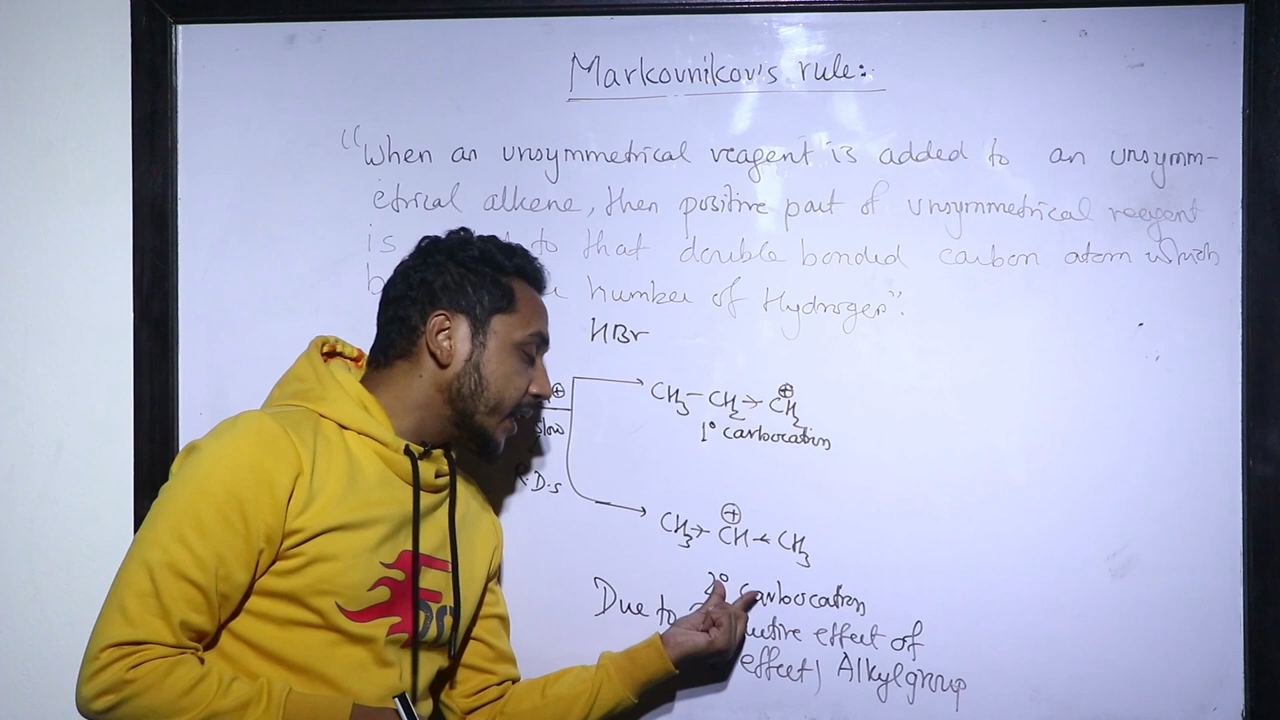 Markovnikov's rule:
"When an unsymmetrical reagent is added to an unsymm-
etrical alkene, then positive part of unsymmetrical reagent
is to that double bonded carbon atom which
number of Hydrogen".
HBr
⊕
CH3-CH2→CH2⊕
slow
1° carbocation
R.D.S
CH3→CH⊕←CH3
2° carbocation
Due to effect of
effect) Alkyl group